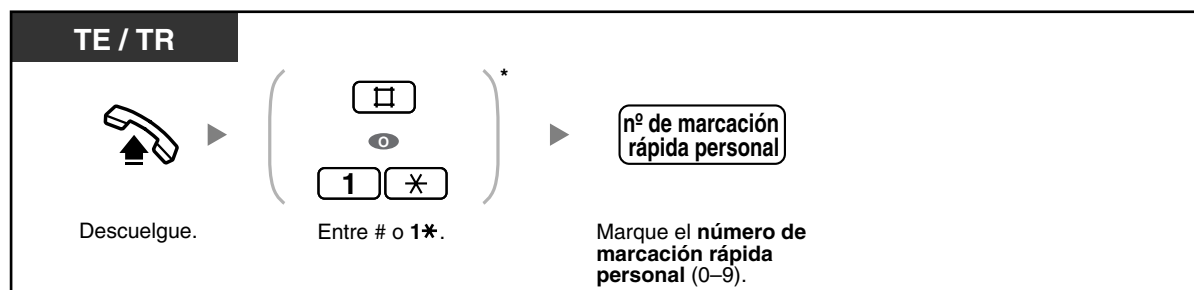 TE / TR
*
#
o
1 *
nº de marcación
rápida personal
Descuelgue.
Entre # o 1*.
Marque el número de
marcación rápida
personal (0–9).